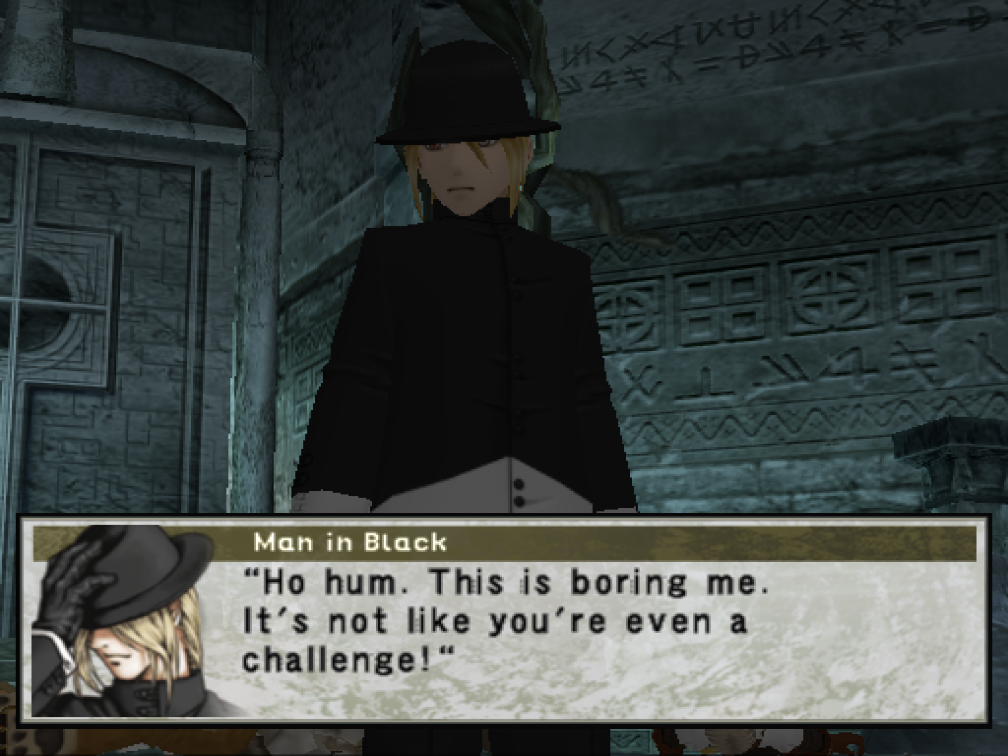 Man in Black
“Ho hum. This is boring me.
It's not like you're even a
challenge!“